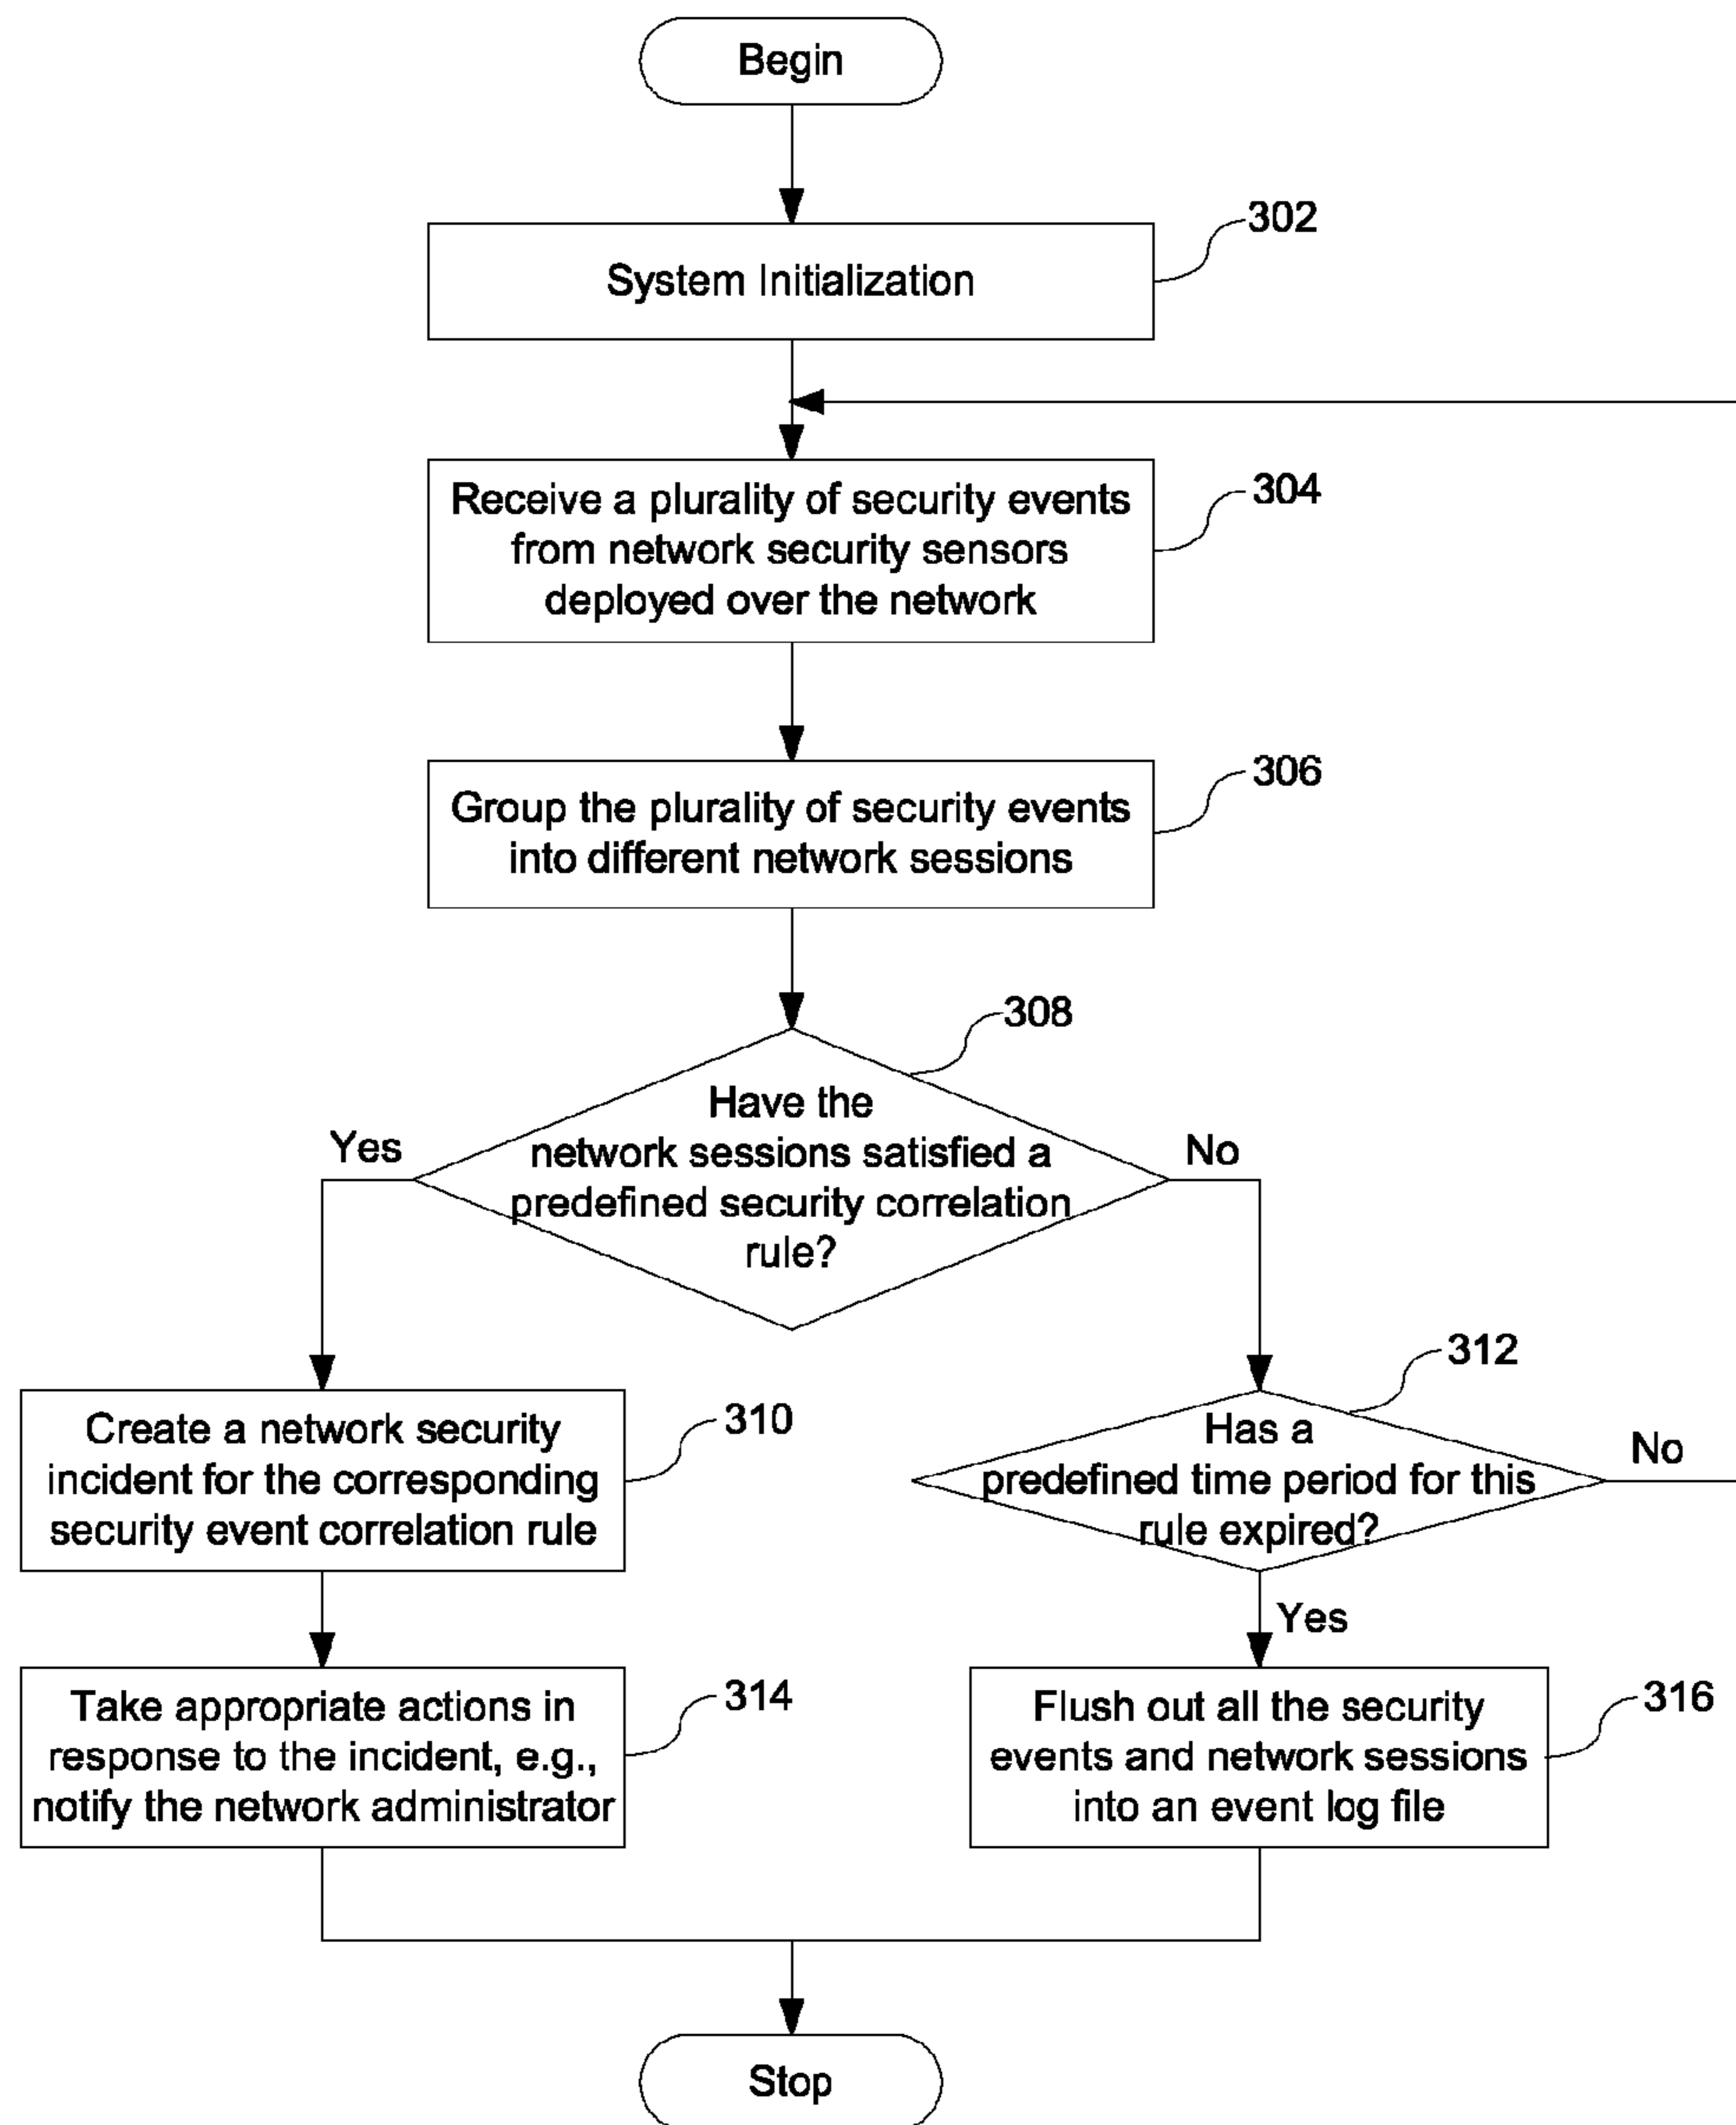 Begin
302
System Initialization
304
Receive a plurality of security events
from network security sensors
deployed over the network
306
Group the plurality of security events
into different network sessions
308
Have the
network sessions satisfied a
predefined security correlation
rule?
Yes
No
312
Has a
predefined time period for this
rule expired?
No
310
Create a network security
incident for the corresponding
security event correlation rule
Yes
314
Take appropriate actions in
response to the incident, e.g.,
notify the network administrator
316
Flush out all the security
events and network sessions
into an event log file
Stop